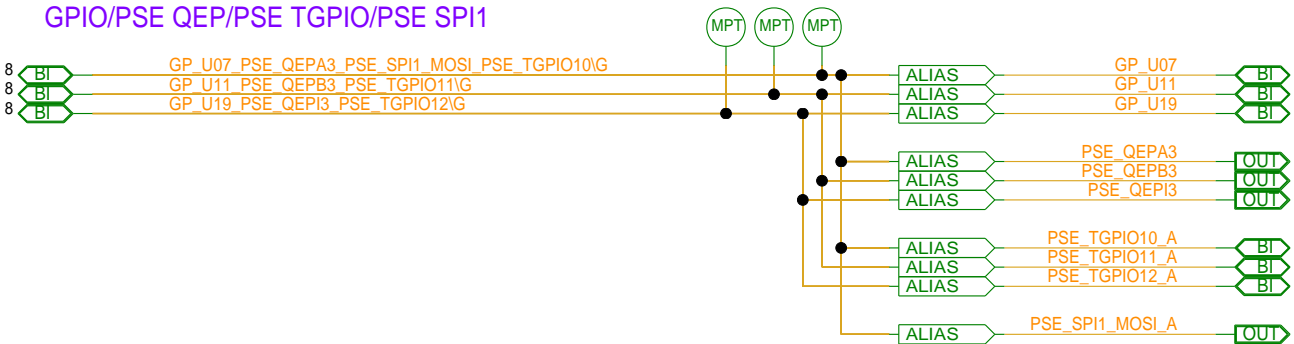 GPIO/PSE QEP/PSE TGPIO/PSE SPI1
MPT MPT MPT
8 BI GP_U07_PSE_QEPA3_PSE_SPI1_MOSI_PSE_TGPIO10\G ALIAS GP_U07 BI
8 BI GP_U11_PSE_QEPB3_PSE_TGPIO11\G ALIAS GP_U11 BI
8 BI GP_U19_PSE_QEPI3_PSE_TGPIO12\G ALIAS GP_U19 BI
ALIAS PSE_QEPA3 OUT
ALIAS PSE_QEPB3 OUT
ALIAS PSE_QEPI3 OUT
ALIAS PSE_TGPIO10_A BI
ALIAS PSE_TGPIO11_A BI
ALIAS PSE_TGPIO12_A BI
ALIAS PSE_SPI1_MOSI_A OUT